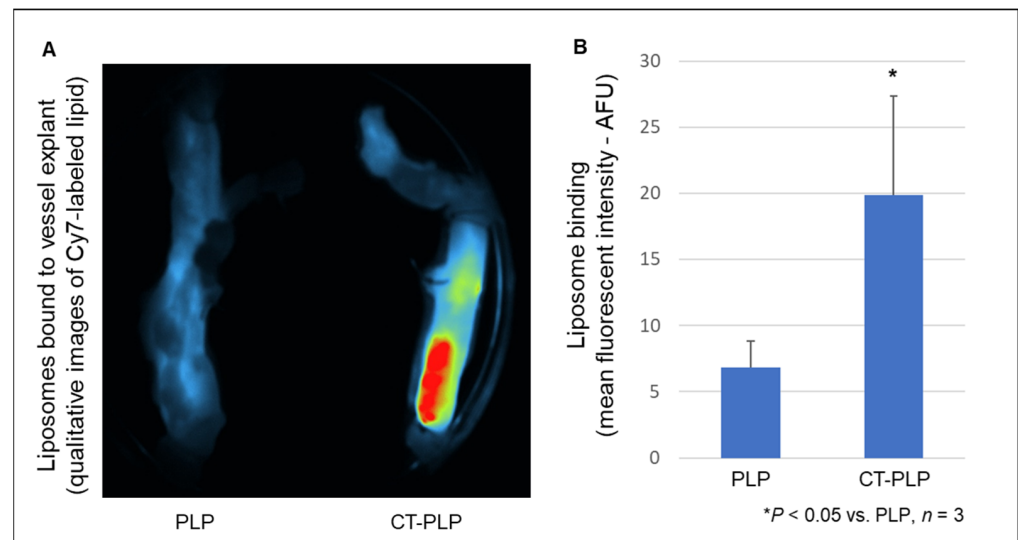 A
Liposomes bound to vessel explant
(qualitative images of Cy7-labeled lipid)
PLP
CT-PLP
B
Liposome binding
(mean fluorescent intensity - AFU)
30
25
20
15
10
5
0
*
PLP
CT-PLP
*P < 0.05 vs. PLP, n = 3